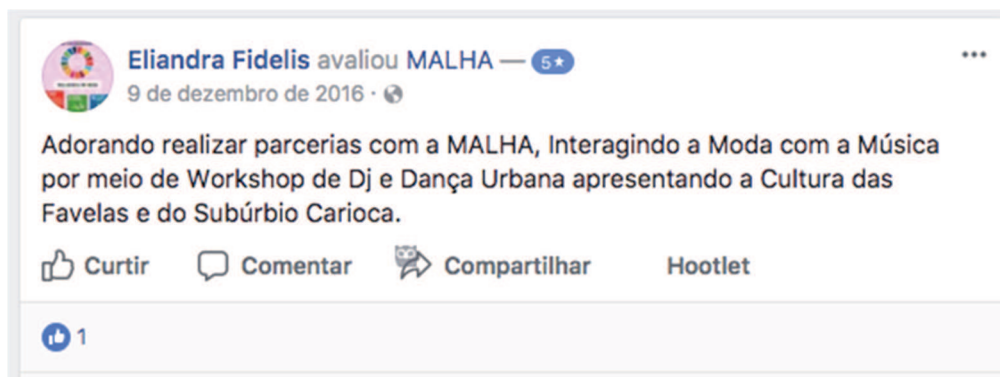 Eliandra Fidelis avaliou MALHA — 5★
9 de dezembro de 2016 ·
Adorando realizar parcerias com a MALHA, Interagindo a Moda com a Música
por meio de Workshop de Dj e Dança Urbana apresentando a Cultura das
Favelas e do Subúrbio Carioca.
Curtir Comentar Compartilhar Hootlet
1